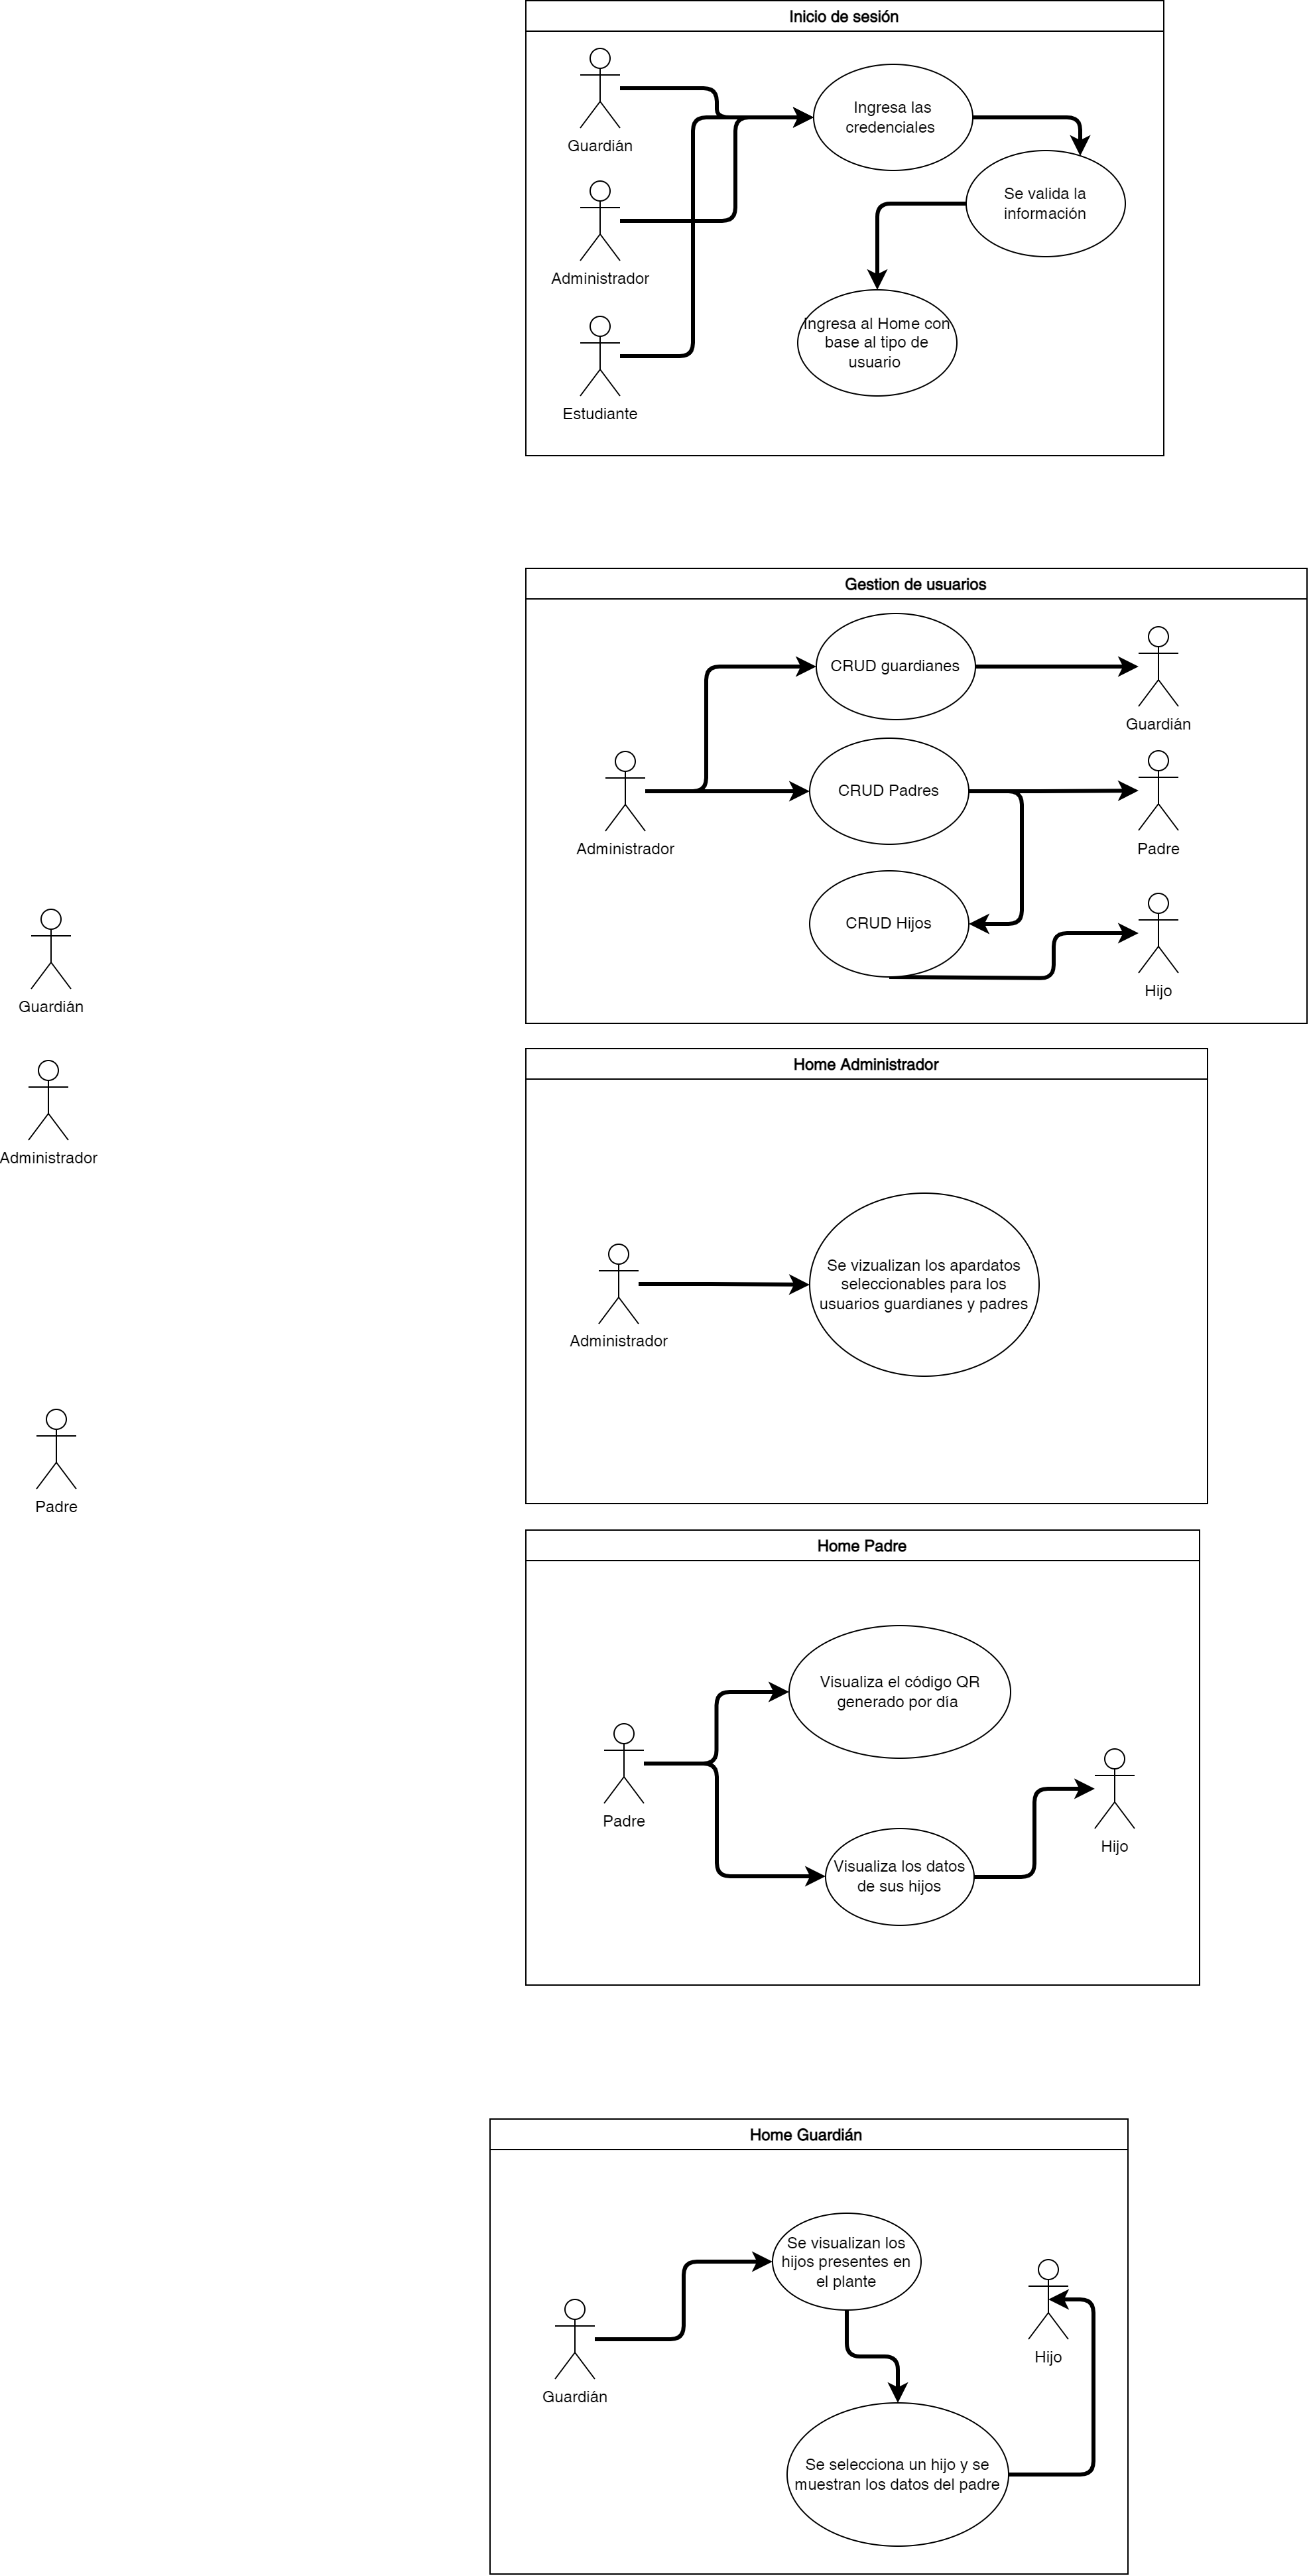 Inicio de sesión
Guardián
Ingresa las
credenciales
Administrador
Se valida la
información
Estudiante
Ingresa al Home con
base al tipo de
usuario
Gestion de usuarios
CRUD guardianes
Guardián
Administrador
CRUD Padres
Padre
CRUD Hijos
Hijo
Guardián
Administrador
Padre
Home Administrador
Administrador
Se vizualizan los apardatos
seleccionables para los
usuarios guardianes y padres
Home Padre
Visualiza el código QR
generado por día
Padre
Visualiza los datos
de sus hijos
Hijo
Home Guardián
Se visualizan los
hijos presentes en
el plante
Guardián
Hijo
Se selecciona un hijo y se
muestran los datos del padre